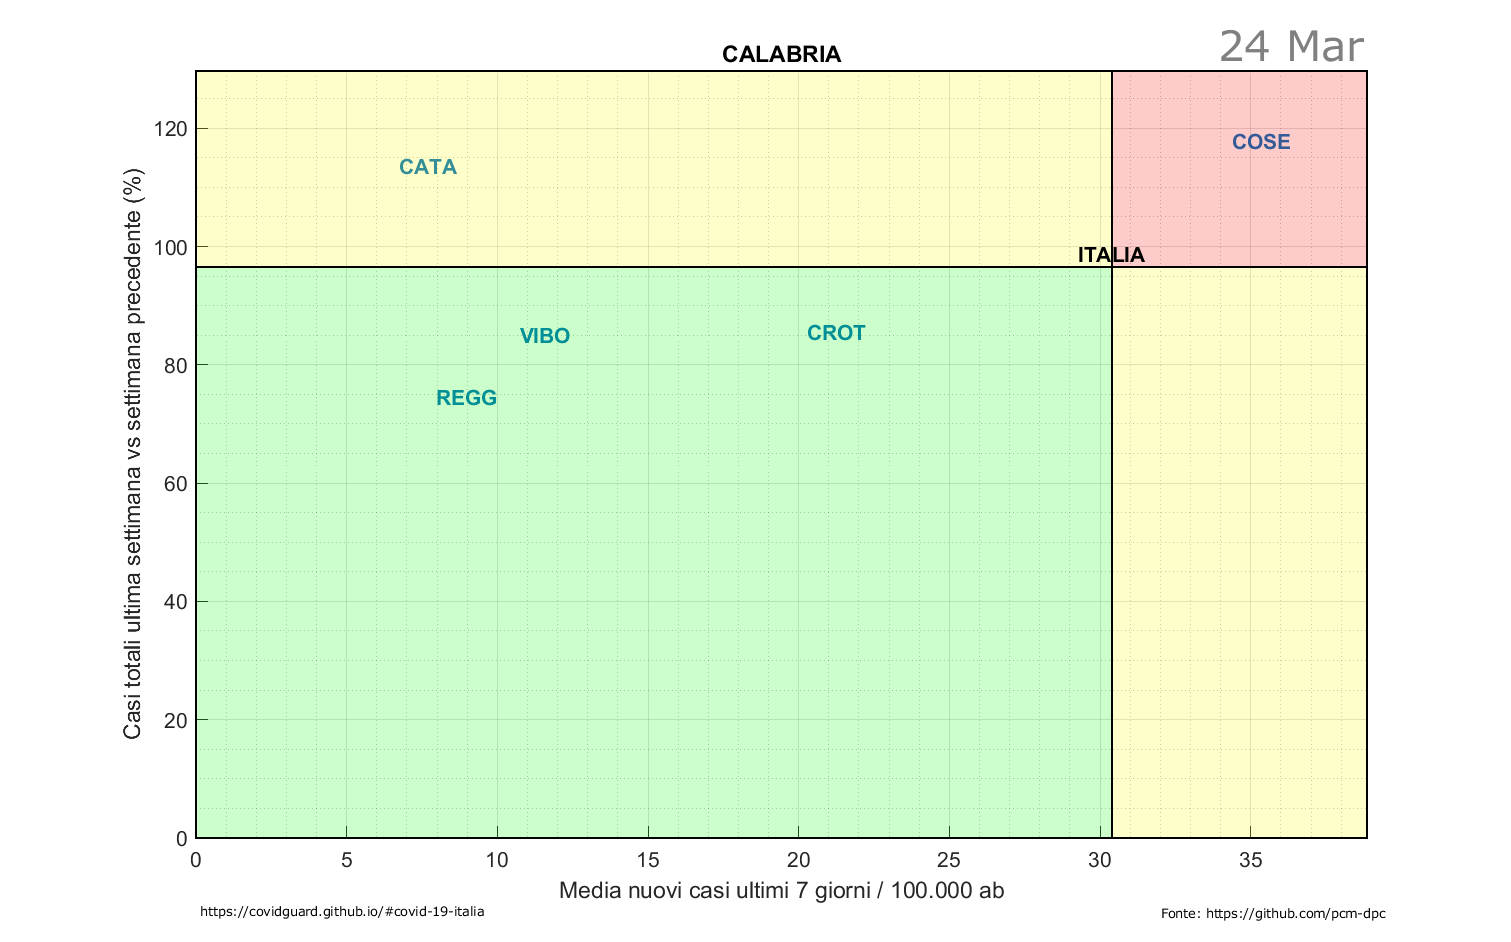 CALABRIA
24 Mar
Casi totali ultima settimana vs settimana precedente (%)
120
100
80
60
40
20
0
CATA
COSE
ITALIA
VIBO
CROT
REGG
0 5 10 15 20 25 30 35
Media nuovi casi ultimi 7 giorni / 100.000 ab
https://covidguard.github.io/#covid-19-italia
Fonte: https://github.com/pcm-dpc